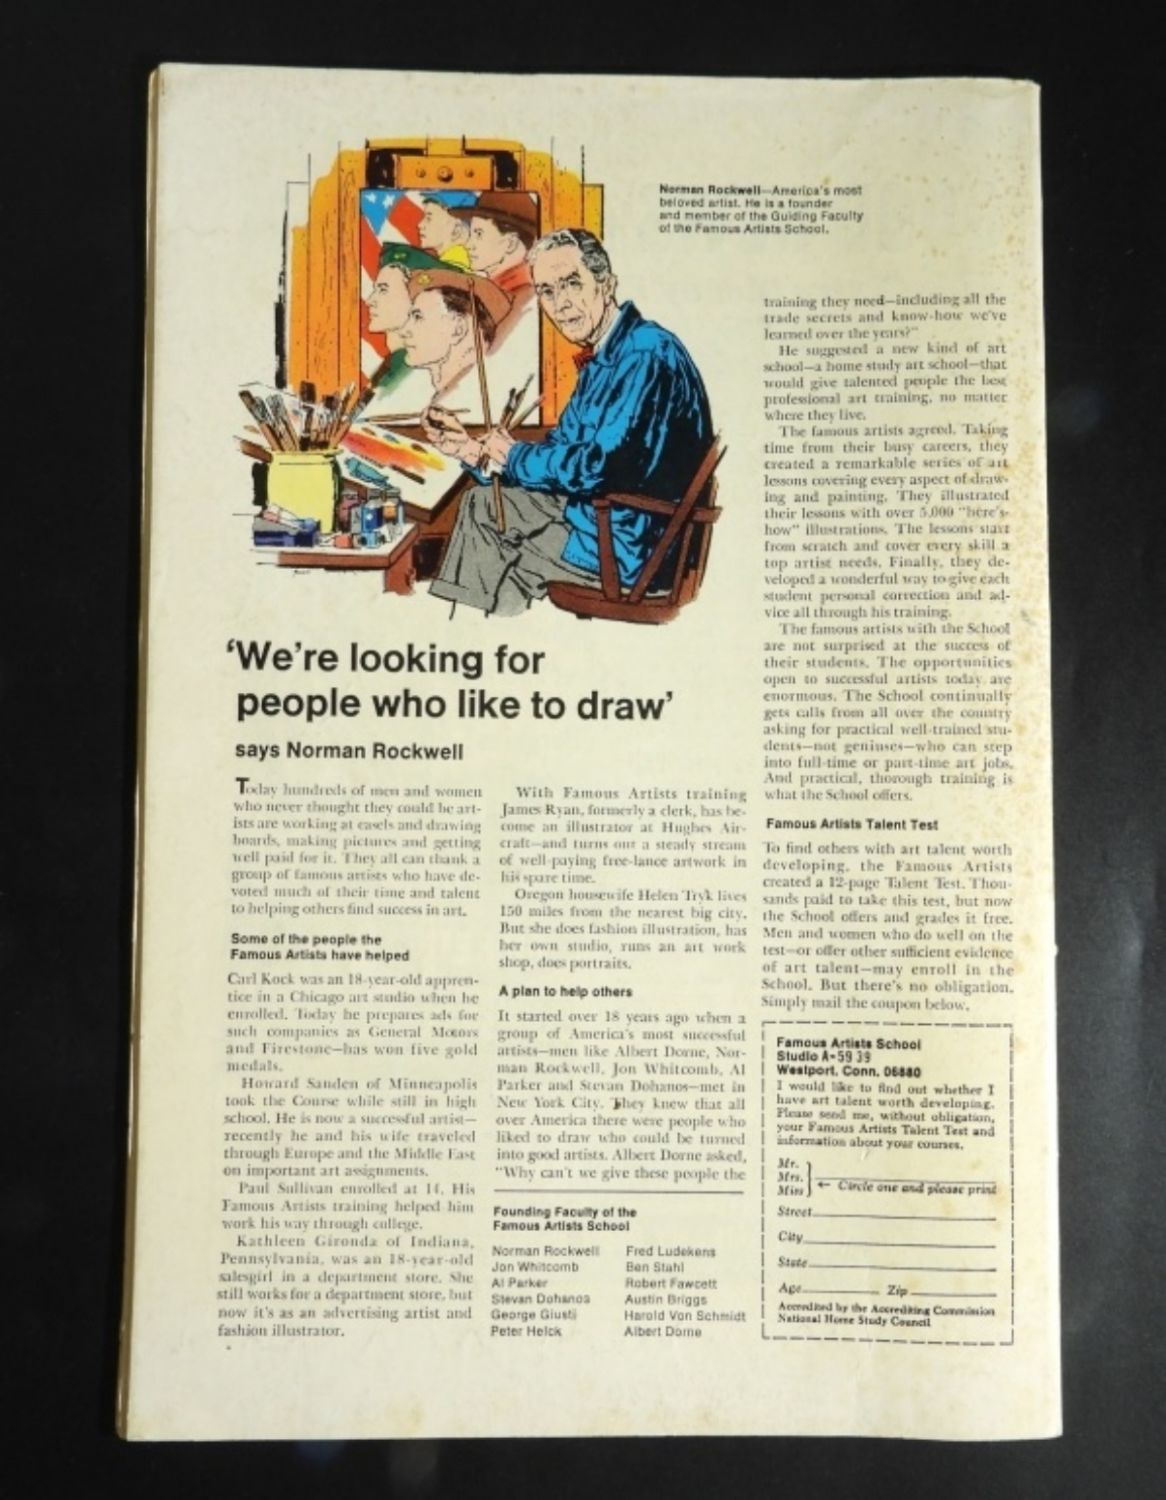 Norman Rockwell—America's most
beloved artist. He is a founder
and member of the Guiding Faculty
of the Famous Artists School.
'We're looking for
people who like to draw'
says Norman Rockwell
Today hundreds of men and women
who never thought they could be art-
ists are working at easels and drawing
boards, making pictures and getting
well paid for it. They all can thank a
group of famous artists who have de-
voted much of their time and talent
to helping others find success in art.
Some of the people the
Famous Artists have helped
Carl Kock was an 18-year-old appren-
tice in a Chicago art studio when he
enrolled. Today he prepares ads for
such companies as General Motors
and Firestone—has won five gold
medals.
Howard Sanden of Minneapolis
took the Course while still in high
school. He is now a successful artist—
recently he and his wife traveled
through Europe and the Middle East
on important art assignments.
Paul Sullivan enrolled at 14. His
Famous Artists training helped him
work his way through college.
Kathleen Gironda of Indiana,
Pennsylvania, was an 18-year-old
salesgirl in a department store. She
still works for a department store, but
now it's as an advertising artist and
fashion illustrator.
With Famous Artists training
James Ryan, formerly a clerk, has be-
come an illustrator at Hughes Air-
craft—and turns out a steady stream
of well-paying free-lance artwork in
his spare time.
Oregon housewife Helen Tryk lives
150 miles from the nearest big city.
But she does fashion illustration, has
her own studio, runs an art work
shop, does portraits.
A plan to help others
It started over 18 years ago when a
group of America's most successful
artists—men like Albert Dorne, Nor-
man Rockwell, Jon Whitcomb, Al
Parker and Stevan Dohanos—met in
New York City. They knew that all
over America there were people who
liked to draw who could be turned
into good artists. Albert Dorne asked,
"Why can't we give these people the
Founding Faculty of the
Famous Artists School
Norman Rockwell Fred Ludekens
Jon Whitcomb Ben Stahl
Al Parker Robert Fawcett
Stevan Dohanos Austin Briggs
George Giusti Harold Von Schmidt
Peter Helck Albert Dorne
training they need—including all the
trade secrets and know-how we've
learned over the years?"
He suggested a new kind of art
school—a home study art school—that
would give talented people the best
professional art training, no matter
where they live.
The famous artists agreed. Taking
time from their busy careers, they
created a remarkable series of art
lessons covering every aspect of draw-
ing and painting. They illustrated
their lessons with over 5,000 "here's-
how" illustrations. The lessons start
from scratch and cover every skill a
top artist needs. Finally, they de-
veloped a wonderful way to give each
student personal correction and ad-
vice all through his training.
The famous artists with the School
are not surprised at the success of
their students. The opportunities
open to successful artists today are
enormous. The School continually
gets calls from all over the country
asking for practical well-trained stu-
dents—not geniuses—who can step
into full-time or part-time art jobs.
And practical, thorough training is
what the School offers.
Famous Artists Talent Test
To find others with art talent worth
developing, the Famous Artists
created a 12-page Talent Test. Thou-
sands paid to take this test, but now
the School offers and grades it free.
Men and women who do well on the
test—or offer other sufficient evidence
of art talent—may enroll in the
School. But there's no obligation.
Simply mail the coupon below.
Famous Artists School
Studio A-5939
Westport, Conn. 06880
I would like to find out whether I
have art talent worth developing.
Please send me, without obligation,
your Famous Artists Talent Test and
information about your courses.
Mr.
Mrs.
Miss ← Circle one and please print
Street
City
State
Age Zip
Accredited by the Accrediting Commission
National Home Study Council